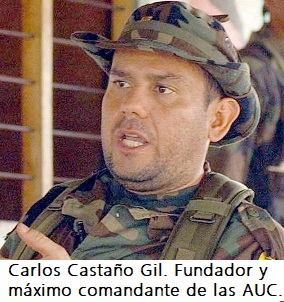 Carlos Castaño Gil. Fundador y
máximo comandante de las AUC.